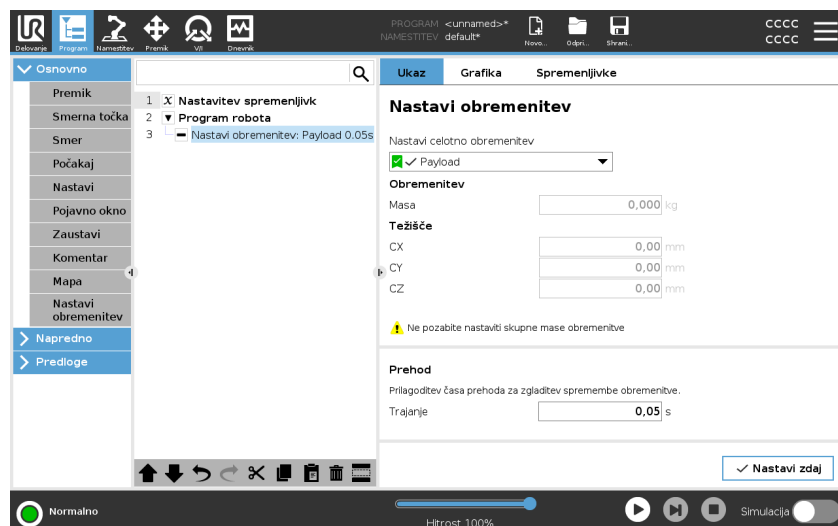 PROGRAM <unnamed>*
NAMESTITEV default*
Delovanje
Program
Namestitev
Premik
V/I
Dnevnik
Novo...
Odpri...
Shrani...
CCCC
CCCC
Osnovno
Premik
Smerna točka
Smer
Počakaj
Nastavi
Pojavno okno
Zaustavi
Komentar
Mapa
Nastavi
obremenitev
Napredno
Predloge
1 x Nastavitev spremenljivk
2 Program robota
3 Nastavi obremenitev: Payload 0.05s
Ukaz
Grafika
Spremenljivke
Nastavi obremenitev
Nastavi celotno obremenitev
Payload
Obremenitev
Masa 0,000 kg
Težišče
CX 0,00 mm
CY 0,00 mm
CZ 0,00 mm
Ne pozabite nastaviti skupne mase obremenitve
Prehod
Prilagoditev časa prehoda za zgladitev spremembe obremenitve.
Trajanje 0,05 s
Nastavi zdaj
Normalno
Hitrost 100%
Simulacija